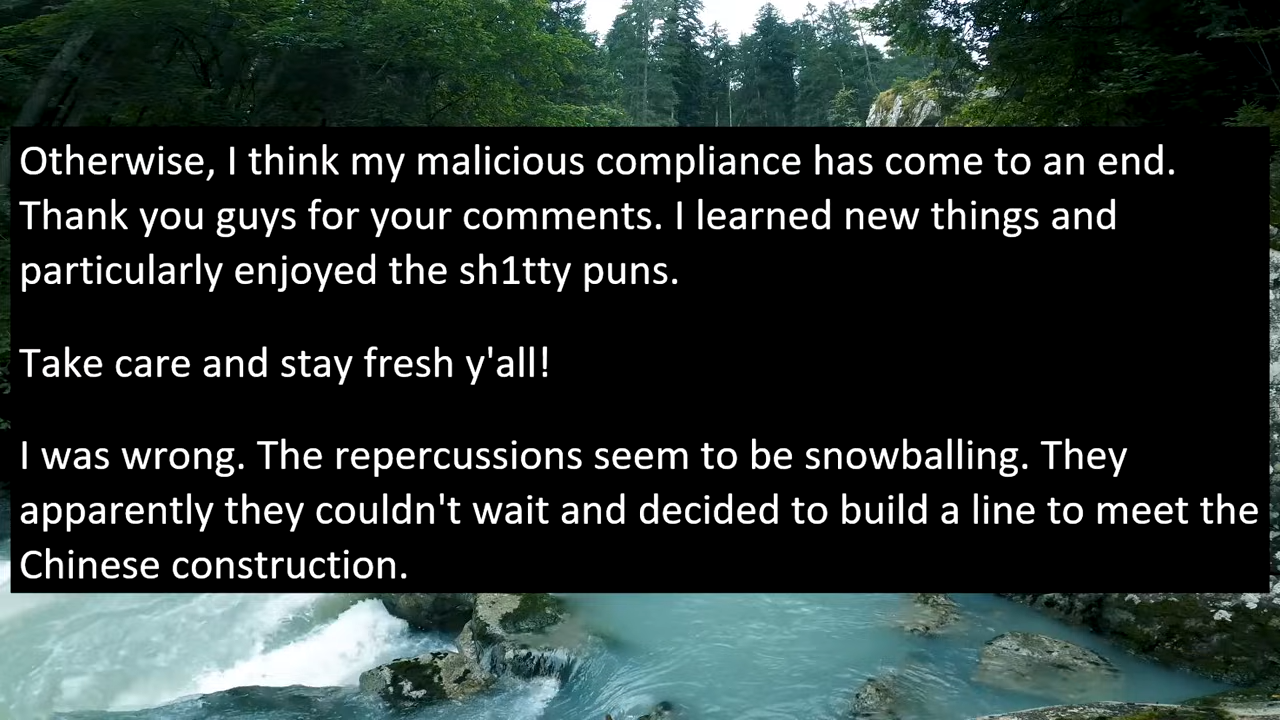 Otherwise, I think my malicious compliance has come to an end.
Thank you guys for your comments. I learned new things and
particularly enjoyed the sh1tty puns.
Take care and stay fresh y'all!
I was wrong. The repercussions seem to be snowballing. They
apparently they couldn't wait and decided to build a line to meet the
Chinese construction.